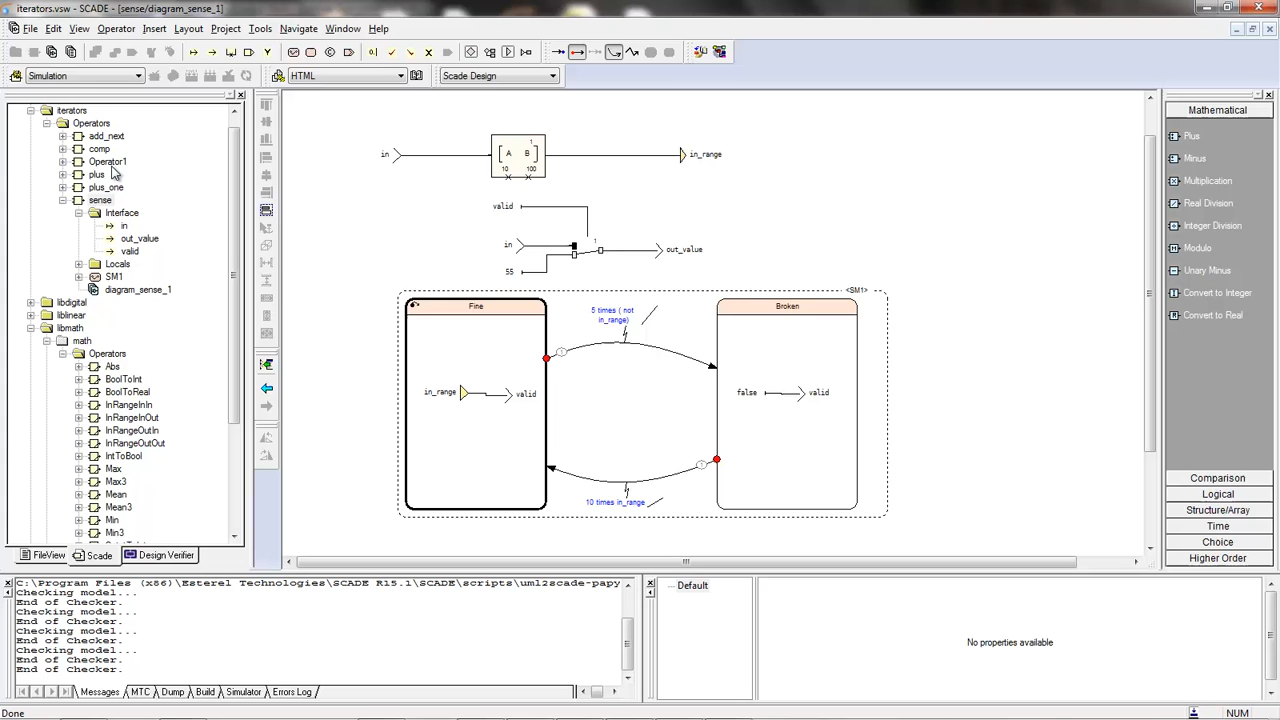 iterators.vsw - SCADE - [sense/diagram_sense_1]
File Edit View Operator Insert Layout Project Tools Navigate Window Help
Simulation HTML Scade Design
iterators
Operators
add_next
comp
Operator1
plus
plus_one
sense
Interface
in
out_value
valid
Locals
SM1
diagram_sense_1
libdigital
liblinear
libmath
math
Operators
Abs
BoolToInt
BoolToReal
InRangeInIn
InRangeInOut
InRangeOutIn
InRangeOutOut
IntToBool
Max
Max3
Mean
Mean3
Min
Min3
FileView Scade Design Verifier
in
1
A B
10 100
in_range
valid
in
1
out_value
55
<SM1>
Fine
5 times ( not
in_range)
Broken
1
in_range valid
false valid
1
10 times in_range
Mathematical
Plus
Minus
Multiplication
Real Division
Integer Division
Modulo
Unary Minus
Convert to Integer
Convert to Real
Comparison
Logical
Structure/Array
Time
Choice
Higher Order
C:\Program Files (x86)\Esterel Technologies\SCADE R15.1\SCADE\scripts\uml2scade-papy
Checking model...
End of Checker.
Checking model...
End of Checker.
Checking model...
End of Checker.
Checking model...
End of Checker.
End of Checker.
Messages MTC Dump Build Simulator Errors Log
Default
No properties available
Done
NUM